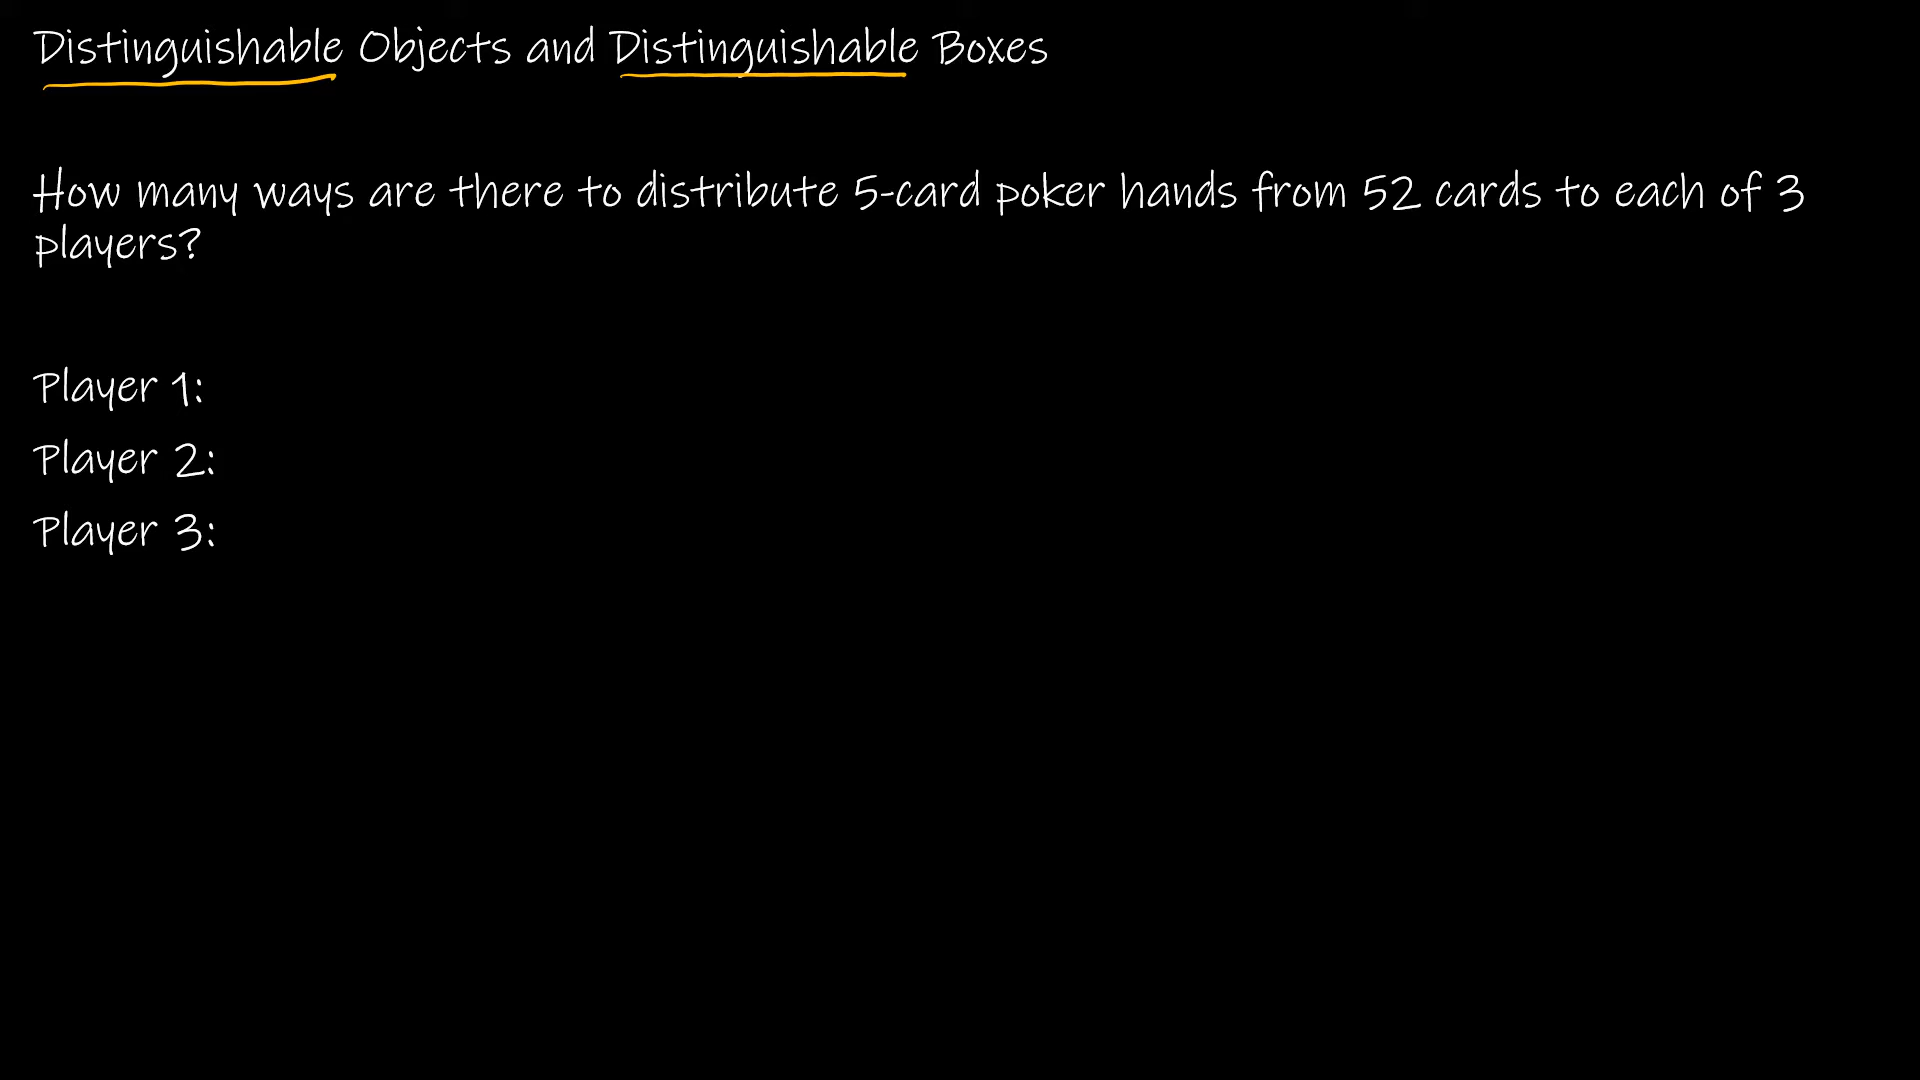 Distinguishable Objects and Distinguishable Boxes
How many ways are there to distribute 5-card poker hands from 52 cards to each of 3
players?
Player 1:
Player 2:
Player 3: